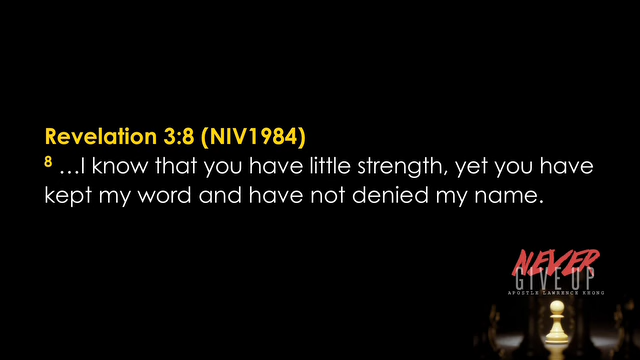 Revelation 3:8 (NIV1984)
8 …I know that you have little strength, yet you have
kept my word and have not denied my name.
NEVER
GIVE UP
APOSTLE LAWRENCE KHONG